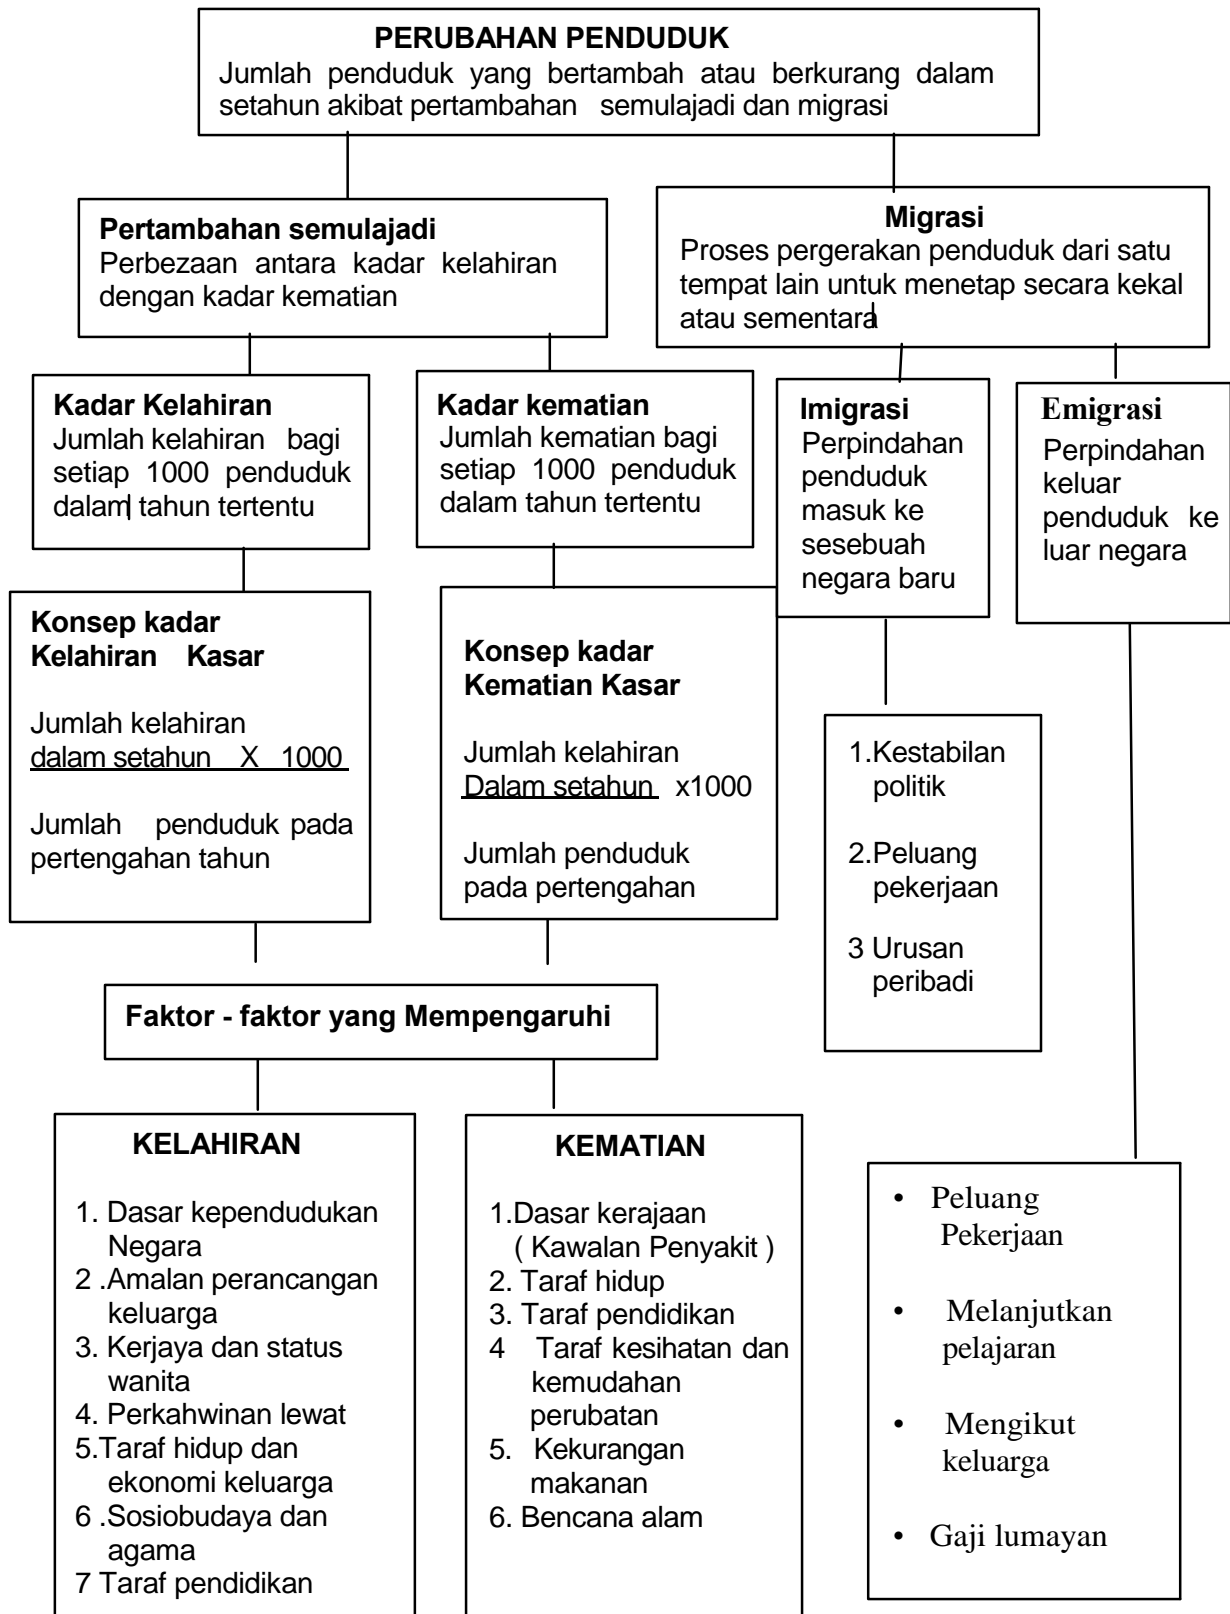 PERUBAHAN PENDUDUK
Jumlah penduduk yang bertambah atau berkurang dalam
setahun akibat pertambahan semulajadi dan migrasi
Pertambahan semulajadi
Perbezaan antara kadar kelahiran
dengan kadar kematian
Migrasi
Proses pergerakan penduduk dari satu
tempat lain untuk menetap secara kekal
atau sementara
Kadar Kelahiran
Jumlah kelahiran bagi
setiap 1000 penduduk
dalam tahun tertentu
Kadar kematian
Jumlah kematian bagi
setiap 1000 penduduk
dalam tahun tertentu
Imigrasi
Perpindahan
penduduk
masuk ke
sesebuah
negara baru
Emigrasi
Perpindahan
keluar
penduduk ke
luar negara
Konsep kadar
Kelahiran Kasar
Jumlah kelahiran
dalam setahun X 1000
Jumlah penduduk pada
pertengahan tahun
Konsep kadar
Kematian Kasar
Jumlah kelahiran
Dalam setahun x1000
Jumlah penduduk
pada pertengahan
1.Kestabilan
politik
2.Peluang
pekerjaan
3 Urusan
peribadi
Faktor - faktor yang Mempengaruhi
KELAHIRAN
1. Dasar kependudukan
Negara
2 .Amalan perancangan
keluarga
3. Kerjaya dan status
wanita
4. Perkahwinan lewat
5.Taraf hidup dan
ekonomi keluarga
6 .Sosiobudaya dan
agama
7 Taraf pendidikan
KEMATIAN
1.Dasar kerajaan
( Kawalan Penyakit )
2. Taraf hidup
3. Taraf pendidikan
4 Taraf kesihatan dan
kemudahan
perubatan
5. Kekurangan
makanan
6. Bencana alam
• Peluang
Pekerjaan
• Melanjutkan
pelajaran
• Mengikut
keluarga
• Gaji lumayan